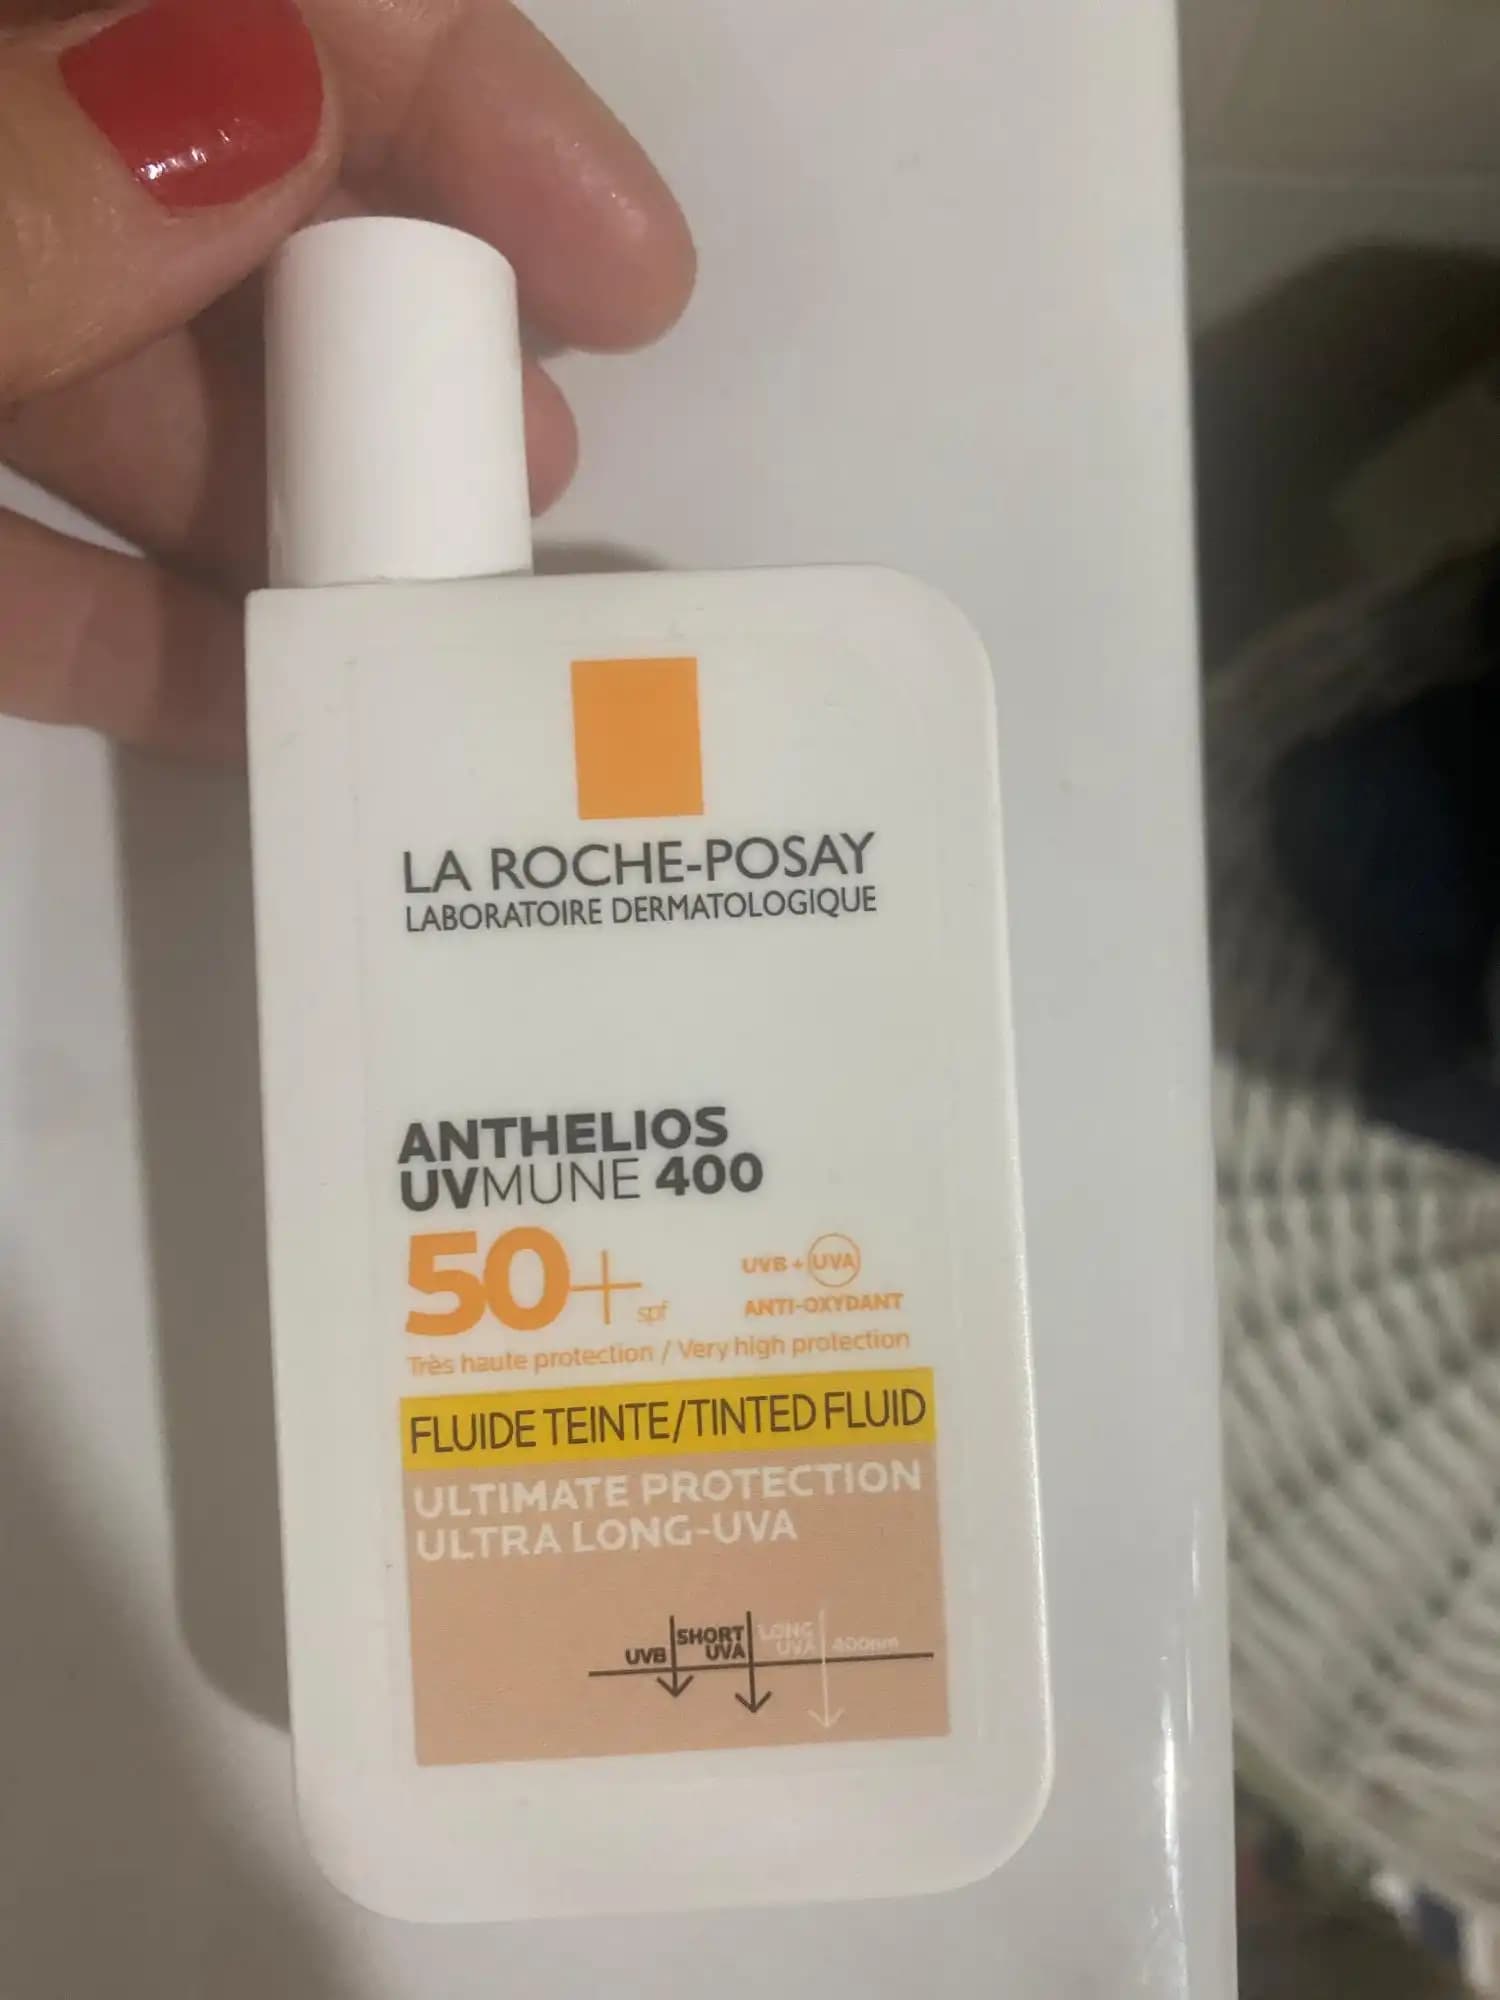 LA ROCHE-POSAY
LABORATOIRE DERMATOLOGIQUE
ANTHELIOS
UVMUNE 400
50+ spf
UVB + UVA
ANTI-OXYDANT
Très haute protection / Very high protection
FLUIDE TEINTE/TINTED FLUID
ULTIMATE PROTECTION
ULTRA LONG-UVA
UVB
SHORT UVA
LONG UVA
400nm